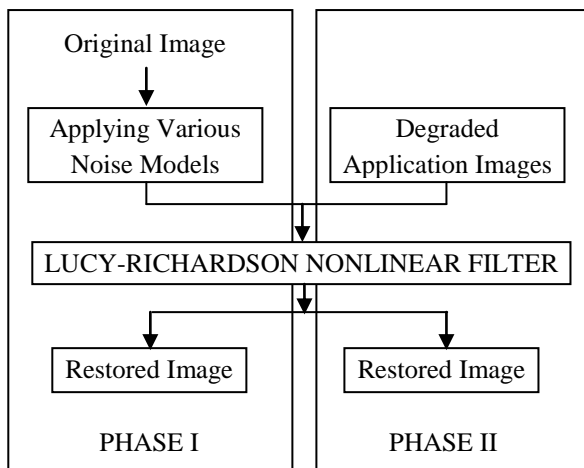 Original Image
Applying Various
Noise Models
Degraded
Application Images
LUCY-RICHARDSON NONLINEAR FILTER
Restored Image
Restored Image
PHASE I
PHASE II